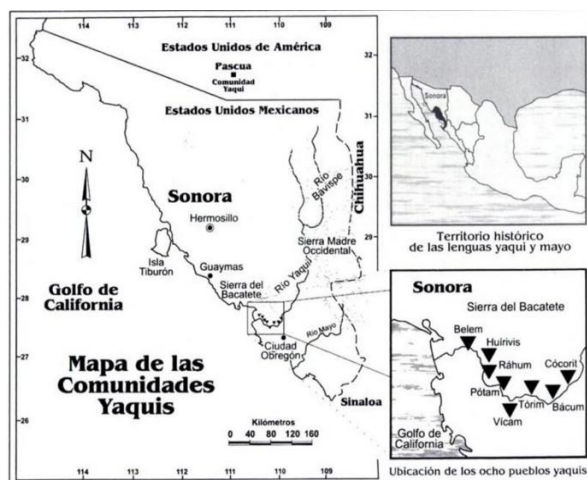 114 113 112 111 110 109
Estados Unidos de América
Pascua
Comunidad
Yaqui
Estados Unidos Mexicanos
32
31
30
29
28
27
26
N
Sonora
Hermosillo
Río
Bavispe
Chihuahua
Sierra Madre
Occidental
Isla
Tiburón
Guaymas
Río Yaqui
Sierra del
Bacatete
Golfo de
California
Río Mayo
Ciudad
Obregón
Mapa de las
Comunidades
Yaquis
Sinaloa
Kilómetros
0 40 80 120 160
31
29
28
27
114 113 112 111 110 109
Sonora
Territorio histórico
de las lenguas yaqui y mayo
Sonora
Sierra del Bacatete
Belem
Huírivis
Ráhum
Cócorit
Pótam
Tórim
Bácum
Vícam
Golfo de
California
Ubicación de los ocho pueblos yaquis